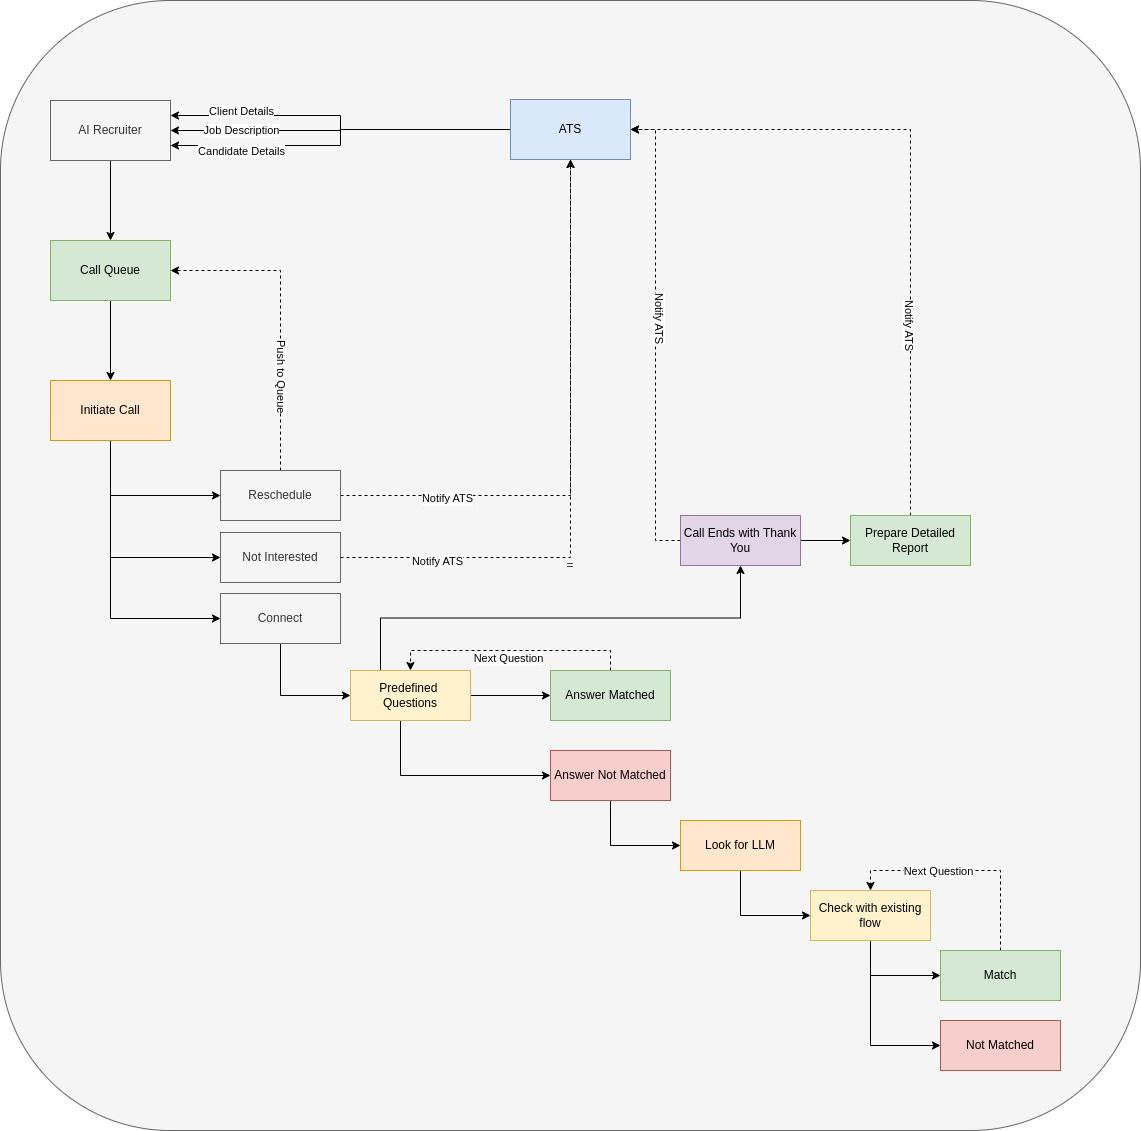 Client Details
AI Recruiter
Job Description
ATS
Candidate Details
Call Queue
Notify ATS
Notify ATS
Push to Queue
Initiate Call
Reschedule
Notify ATS
Not Interested
Notify ATS
=
Call Ends with Thank
You
Prepare Detailed
Report
Connect
Next Question
Predefined
Questions
Answer Matched
Answer Not Matched
Look for LLM
Next Question
Check with existing
flow
Match
Not Matched